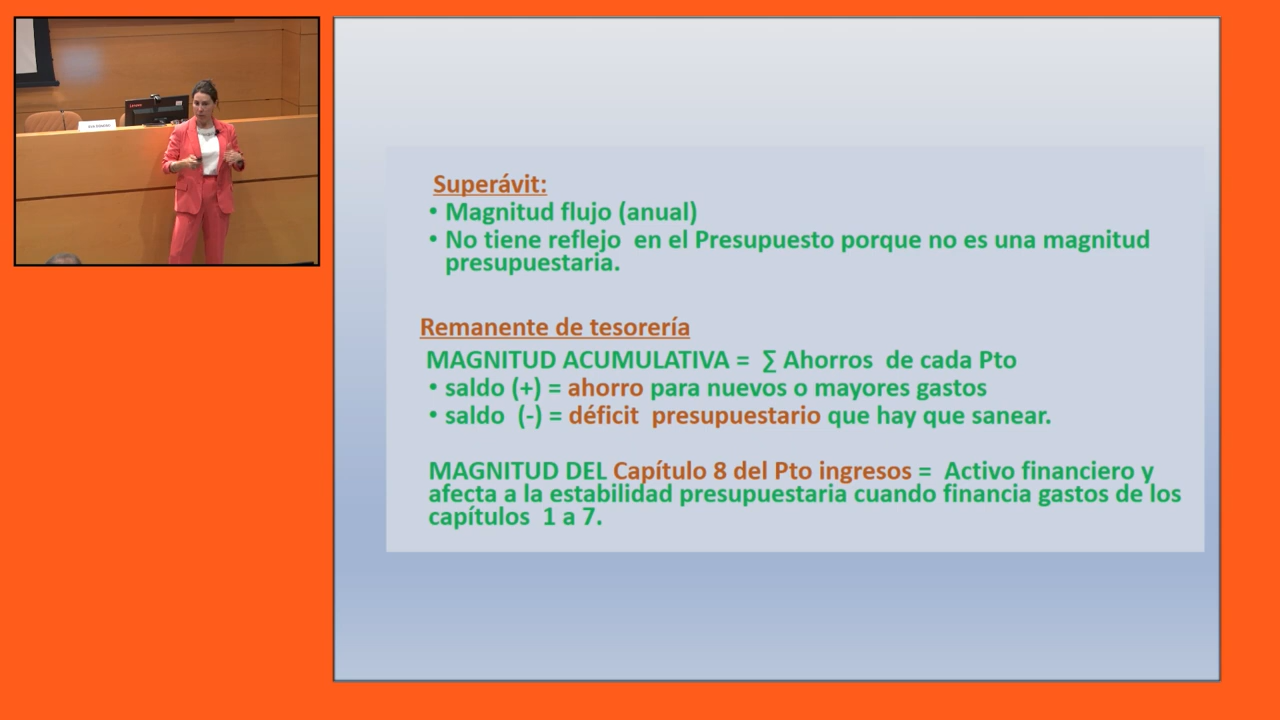 Superávit:
• Magnitud flujo (anual)
• No tiene reflejo en el Presupuesto porque no es una magnitud
presupuestaria.
Remanente de tesorería
MAGNITUD ACUMULATIVA = ∑ Ahorros de cada Pto
• saldo (+) = ahorro para nuevos o mayores gastos
• saldo (-) = déficit presupuestario que hay que sanear.
MAGNITUD DEL Capítulo 8 del Pto ingresos = Activo financiero y
afecta a la estabilidad presupuestaria cuando financia gastos de los
capítulos 1 a 7.